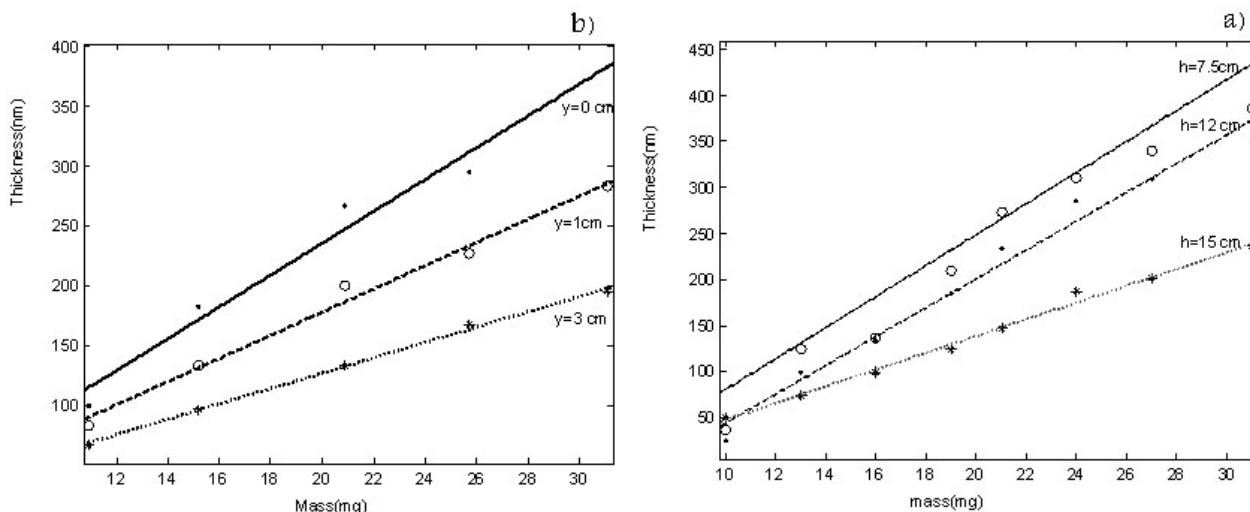 b)
400
350
300
250
200
150
100
12 14 16 18 20 22 24 26 28 30
Thickness(nm)
Mass(mg)
y=0 cm
y=1cm
y=3 cm
a)
450
400
350
300
250
200
150
100
50
10 12 14 16 18 20 22 24 26 28 30
Thickness(nm)
mass(mg)
h=7.5cm
h=12 cm
h=15 cm